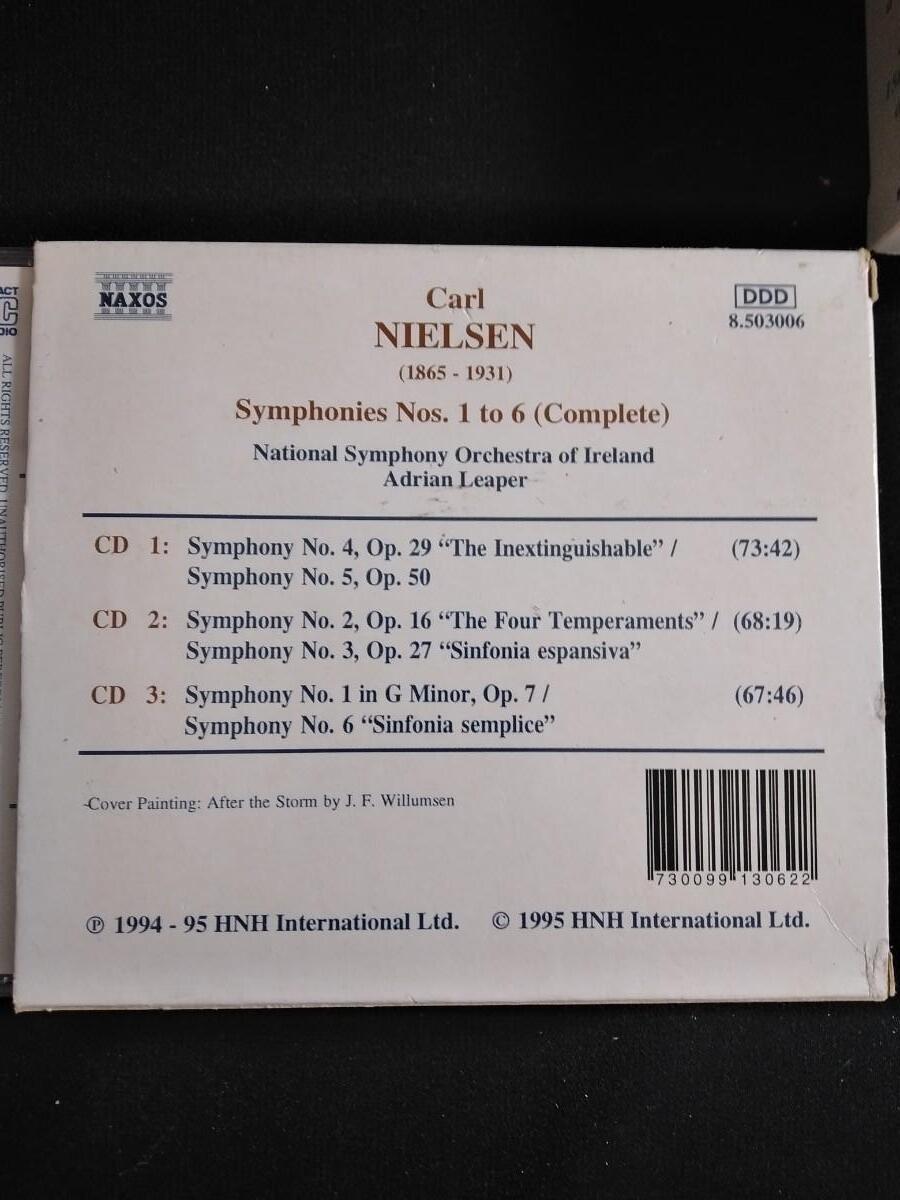 NAXOS
Carl
NIELSEN
(1865 - 1931)
DDD
8.503006
Symphonies Nos. 1 to 6 (Complete)
National Symphony Orchestra of Ireland
Adrian Leaper
CD 1: Symphony No. 4, Op. 29 “The Inextinguishable” / (73:42)
Symphony No. 5, Op. 50
CD 2: Symphony No. 2, Op. 16 “The Four Temperaments” / (68:19)
Symphony No. 3, Op. 27 “Sinfonia espansiva”
CD 3: Symphony No. 1 in G Minor, Op. 7 / (67:46)
Symphony No. 6 “Sinfonia semplice”
Cover Painting: After the Storm by J. F. Willumsen
730099 130622
℗ 1994 - 95 HNH International Ltd. © 1995 HNH International Ltd.
ALL RIGHTS RESERVED